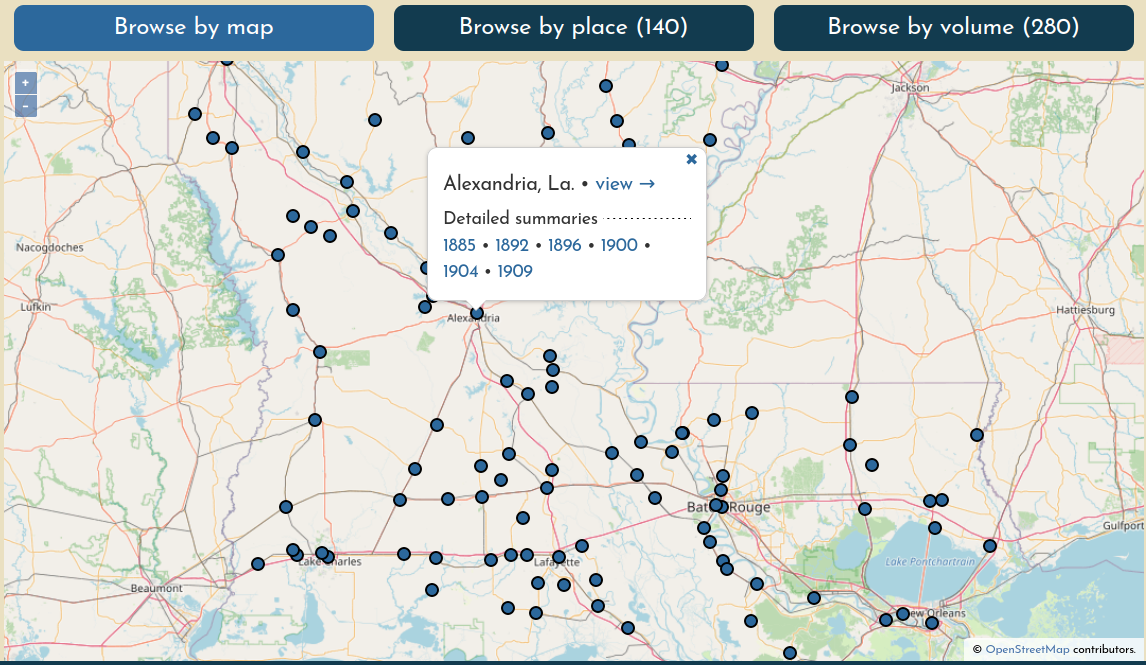 Browse by map
Browse by place (140)
Browse by volume (280)
+
-
Jackson
Alexandria, La. • view →
Detailed summaries
1885 • 1892 • 1896 • 1900 •
1904 • 1909
Nacogdoches
Lufkin
Alexandria
Hattiesburg
Baton Rouge
Gulfport
Lake Charles
Lafayette
Lake Pontchartrain
Beaumont
New Orleans
© OpenStreetMap contributors.